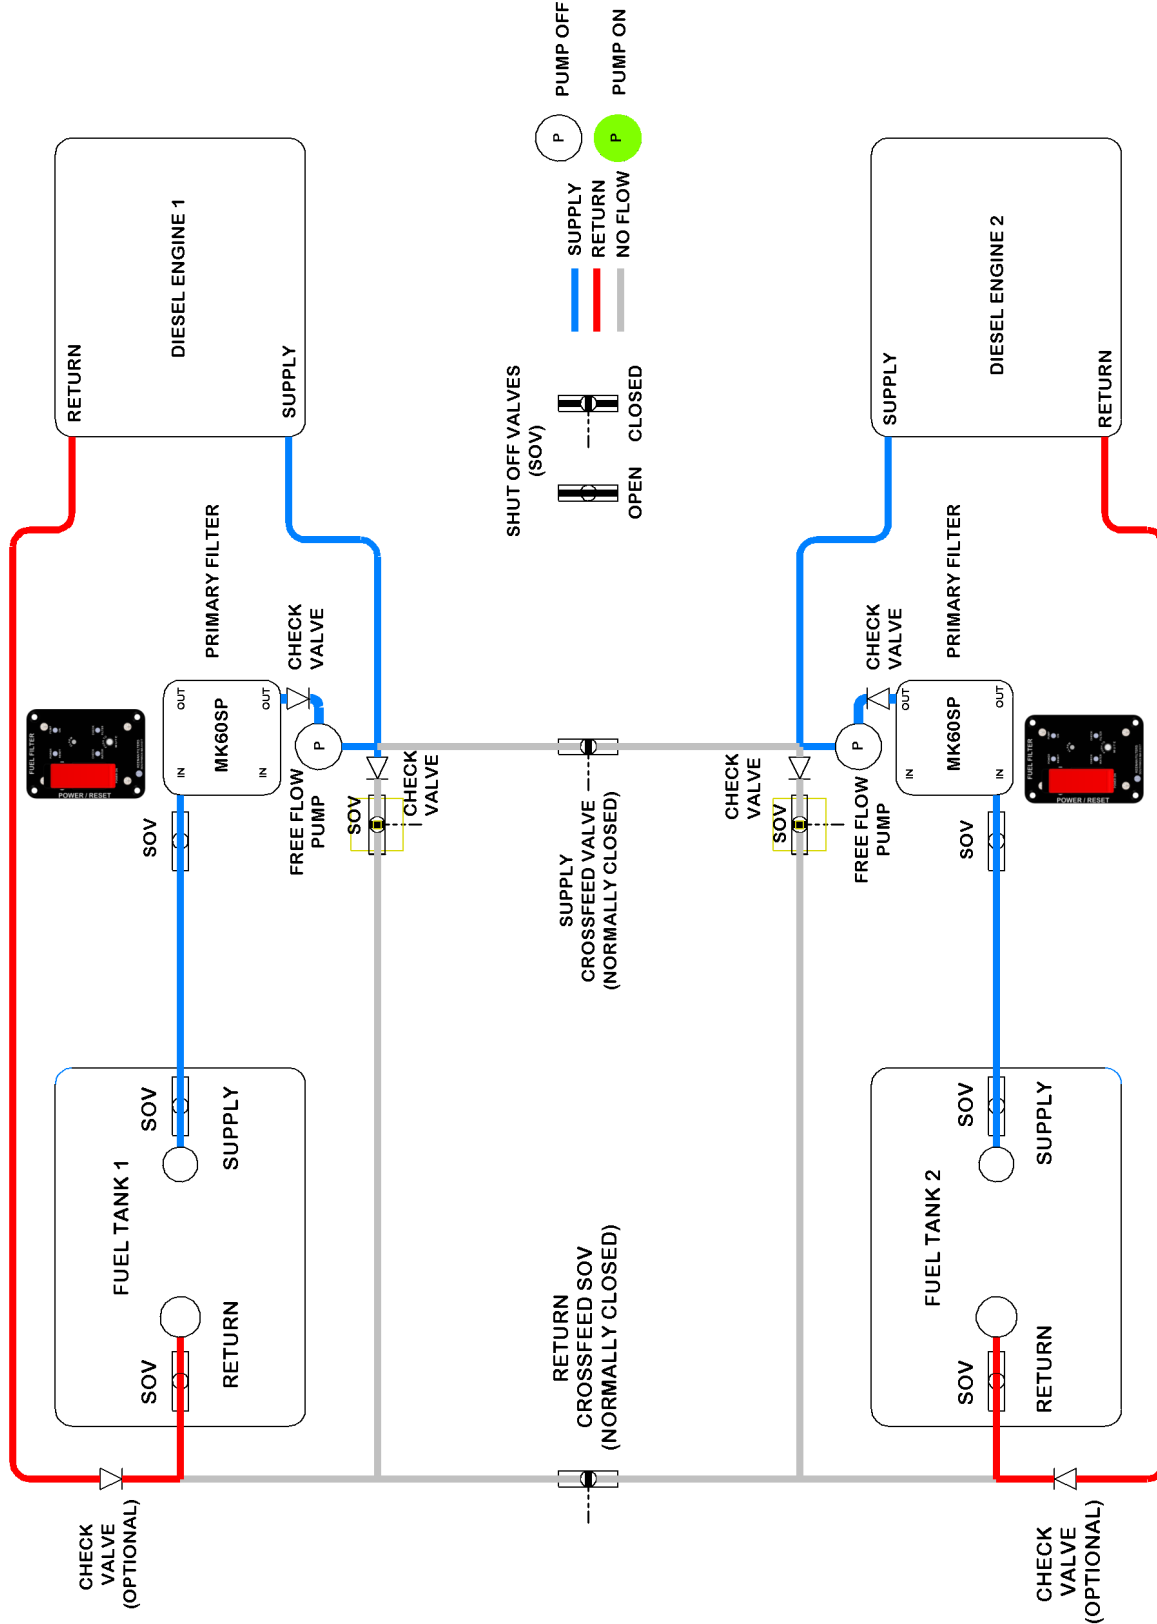 PUMP OFF
PUMP ON
P
P
SUPPLY
RETURN
NO FLOW
SHUT OFF VALVES
(SOV)
OPEN
CLOSED
DIESEL ENGINE 1
RETURN
SUPPLY
PRIMARY FILTER
MK60SP
IN
OUT
CHECK
VALVE
P
FREE FLOW
PUMP
SOV
SOV
CHECK
VALVE
FUEL FILTER
POWER / RESET
FUEL TANK 1
SOV
SUPPLY
SOV
RETURN
CHECK
VALVE
(OPTIONAL)
SUPPLY
CROSSFEED VALVE
(NORMALLY CLOSED)
RETURN
CROSSFEED SOV
(NORMALLY CLOSED)
DIESEL ENGINE 2
SUPPLY
RETURN
PRIMARY FILTER
MK60SP
IN
OUT
CHECK
VALVE
P
FREE FLOW
PUMP
CHECK
VALVE
SOV
SOV
FUEL FILTER
POWER / RESET
FUEL TANK 2
SOV
SUPPLY
SOV
RETURN
CHECK
VALVE
(OPTIONAL)